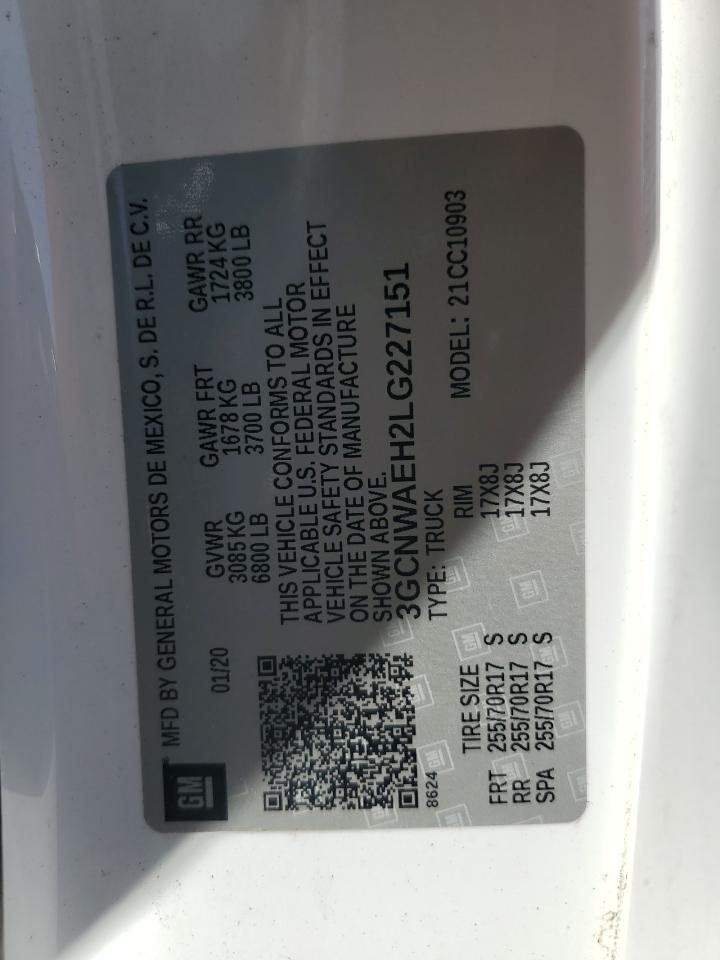 GM
MFD BY GENERAL MOTORS DE MEXICO, S. DE R.L. DE C.V.
01/20
GVWR GAWR FRT GAWR RR
3085 KG 1678 KG 1724 KG
6800 LB 3700 LB 3800 LB
THIS VEHICLE CONFORMS TO ALL
APPLICABLE U.S. FEDERAL MOTOR
VEHICLE SAFETY STANDARDS IN EFFECT
ON THE DATE OF MANUFACTURE
SHOWN ABOVE.
3GCNWAEH2LG227151
8624
TYPE: TRUCK MODEL: 21CC10903
TIRE SIZE RIM
FRT 255/70R17 S 17X8J
RR 255/70R17 S 17X8J
SPA 255/70R17 S 17X8J